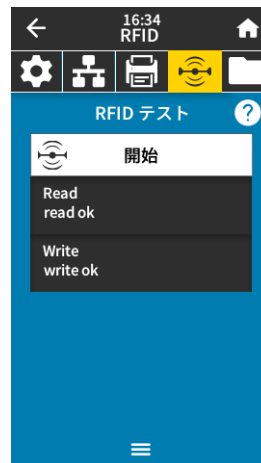 16:34
RFID
RFID テスト
?
開始
Read
read ok
Write
write ok